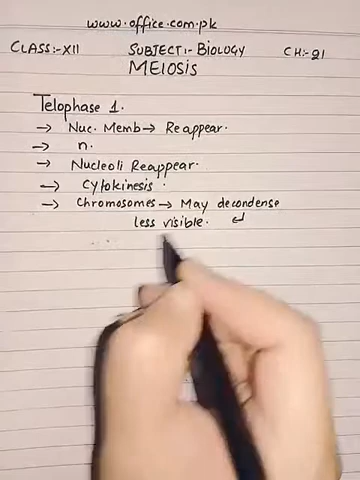 www.office.com.pk
CLASS:-XII SUBJECT:- BIOLOGY CH:-21
MEIOSIS
Telophase 1.
→ Nuc. Memb → Reappear.
→ n.
→ Nucleoli Reappear.
→ Cytokinesis.
→ Chromosomes → May decondense
less visible. ↵